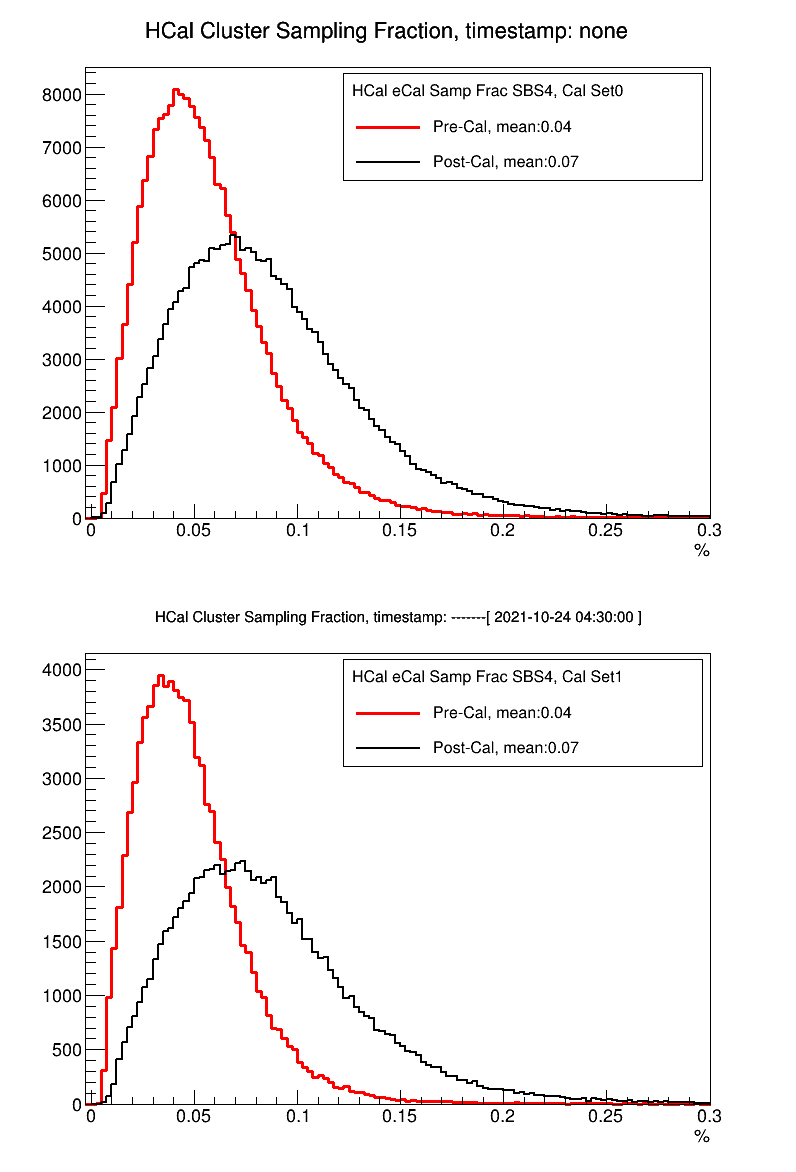 HCal Cluster Sampling Fraction, timestamp: none
HCal eCal Samp Frac SBS4, Cal Set0
Pre-Cal, mean:0.04
Post-Cal, mean:0.07
8000
7000
6000
5000
4000
3000
2000
1000
0
0 0.05 0.1 0.15 0.2 0.25 0.3
%
HCal Cluster Sampling Fraction, timestamp: -------[ 2021-10-24 04:30:00 ]
HCal eCal Samp Frac SBS4, Cal Set1
Pre-Cal, mean:0.04
Post-Cal, mean:0.07
4000
3500
3000
2500
2000
1500
1000
500
0
0 0.05 0.1 0.15 0.2 0.25 0.3
%